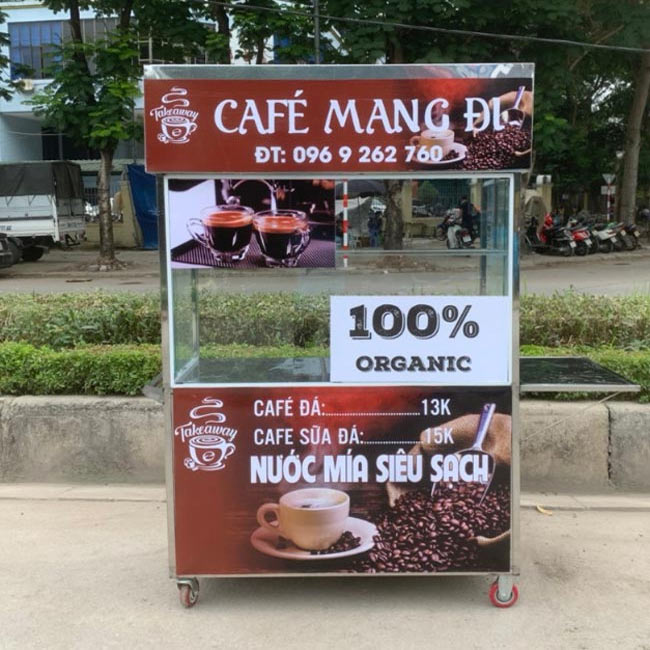 Takeaway
e
CAFÉ MANG ĐI
ĐT: 096 9 262 760
100%
ORGANIC
Takeaway
e
CAFÉ ĐÁ:............................13K
CAFE SỮA ĐÁ:.................15K
NƯỚC MÍA SIÊU SẠCH